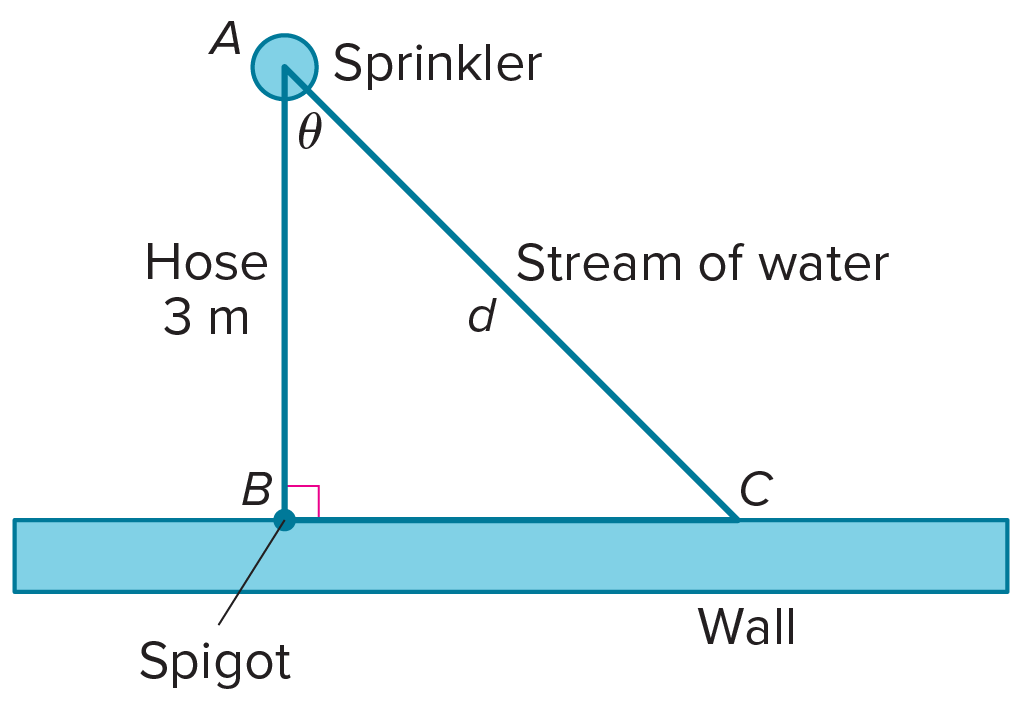 A
Sprinkler
θ
Hose
3 m
Stream of water
d
B
C
Wall
Spigot